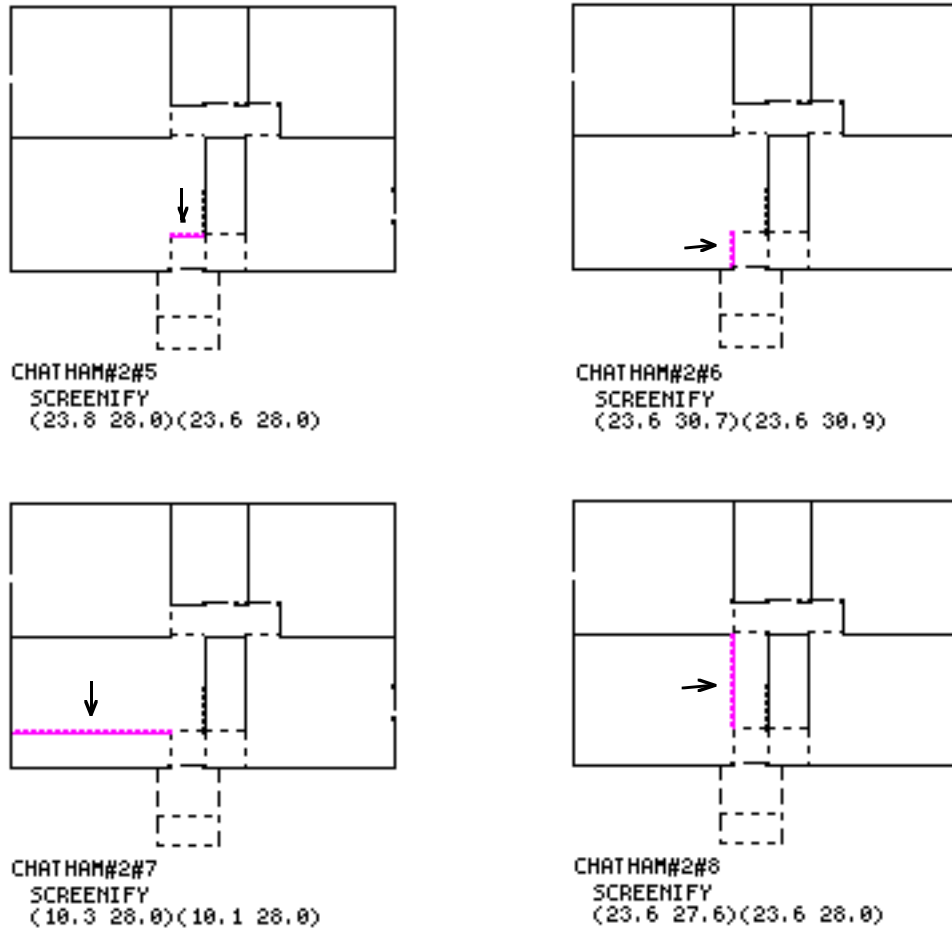 CHATHAM#2#5
SCREENIFY
(23.8 28.0)(23.6 28.0)
CHATHAM#2#6
SCREENIFY
(23.6 30.7)(23.6 30.9)
CHATHAM#2#7
SCREENIFY
(10.3 28.0)(10.1 28.0)
CHATHAM#2#8
SCREENIFY
(23.6 27.6)(23.6 28.0)